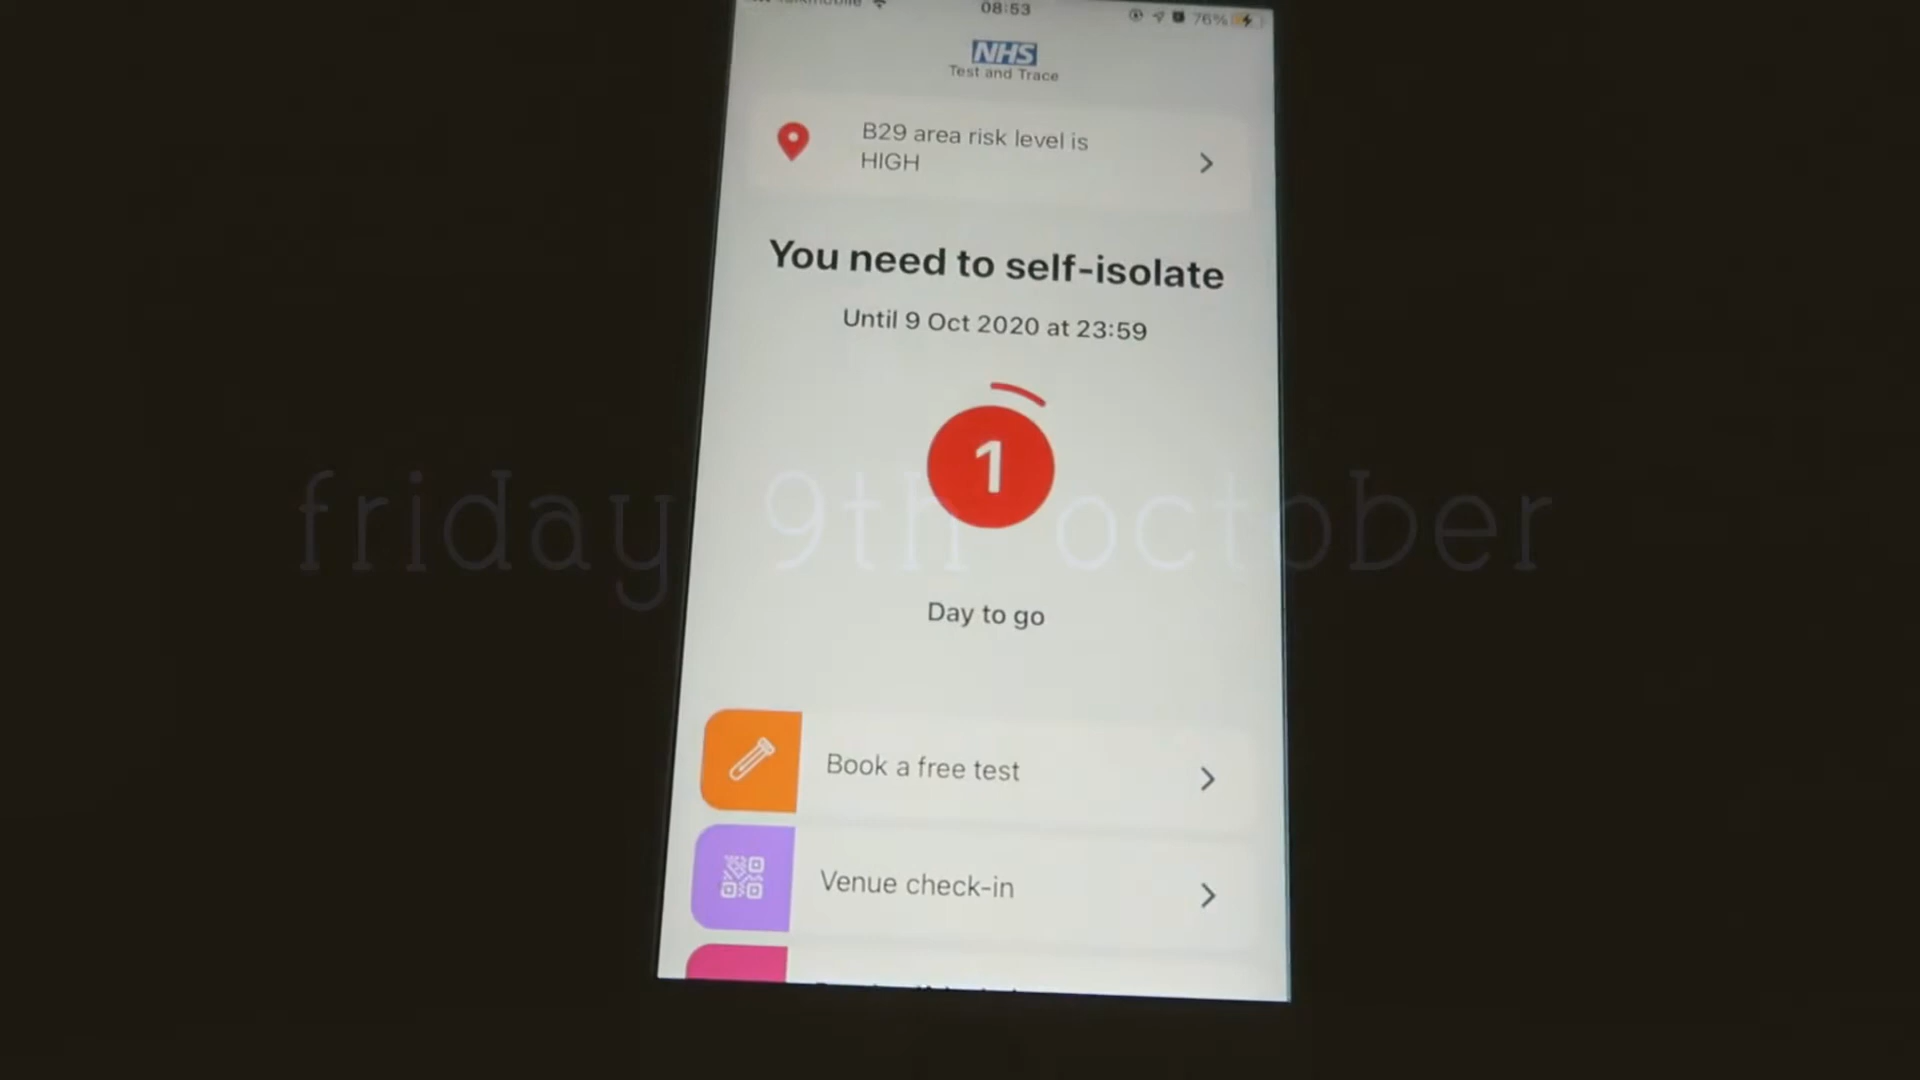 08:53
76%
NHS
Test and Trace
B29 area risk level is
HIGH
You need to self-isolate
Until 9 Oct 2020 at 23:59
1
friday 9th october
Day to go
Book a free test
Venue check-in